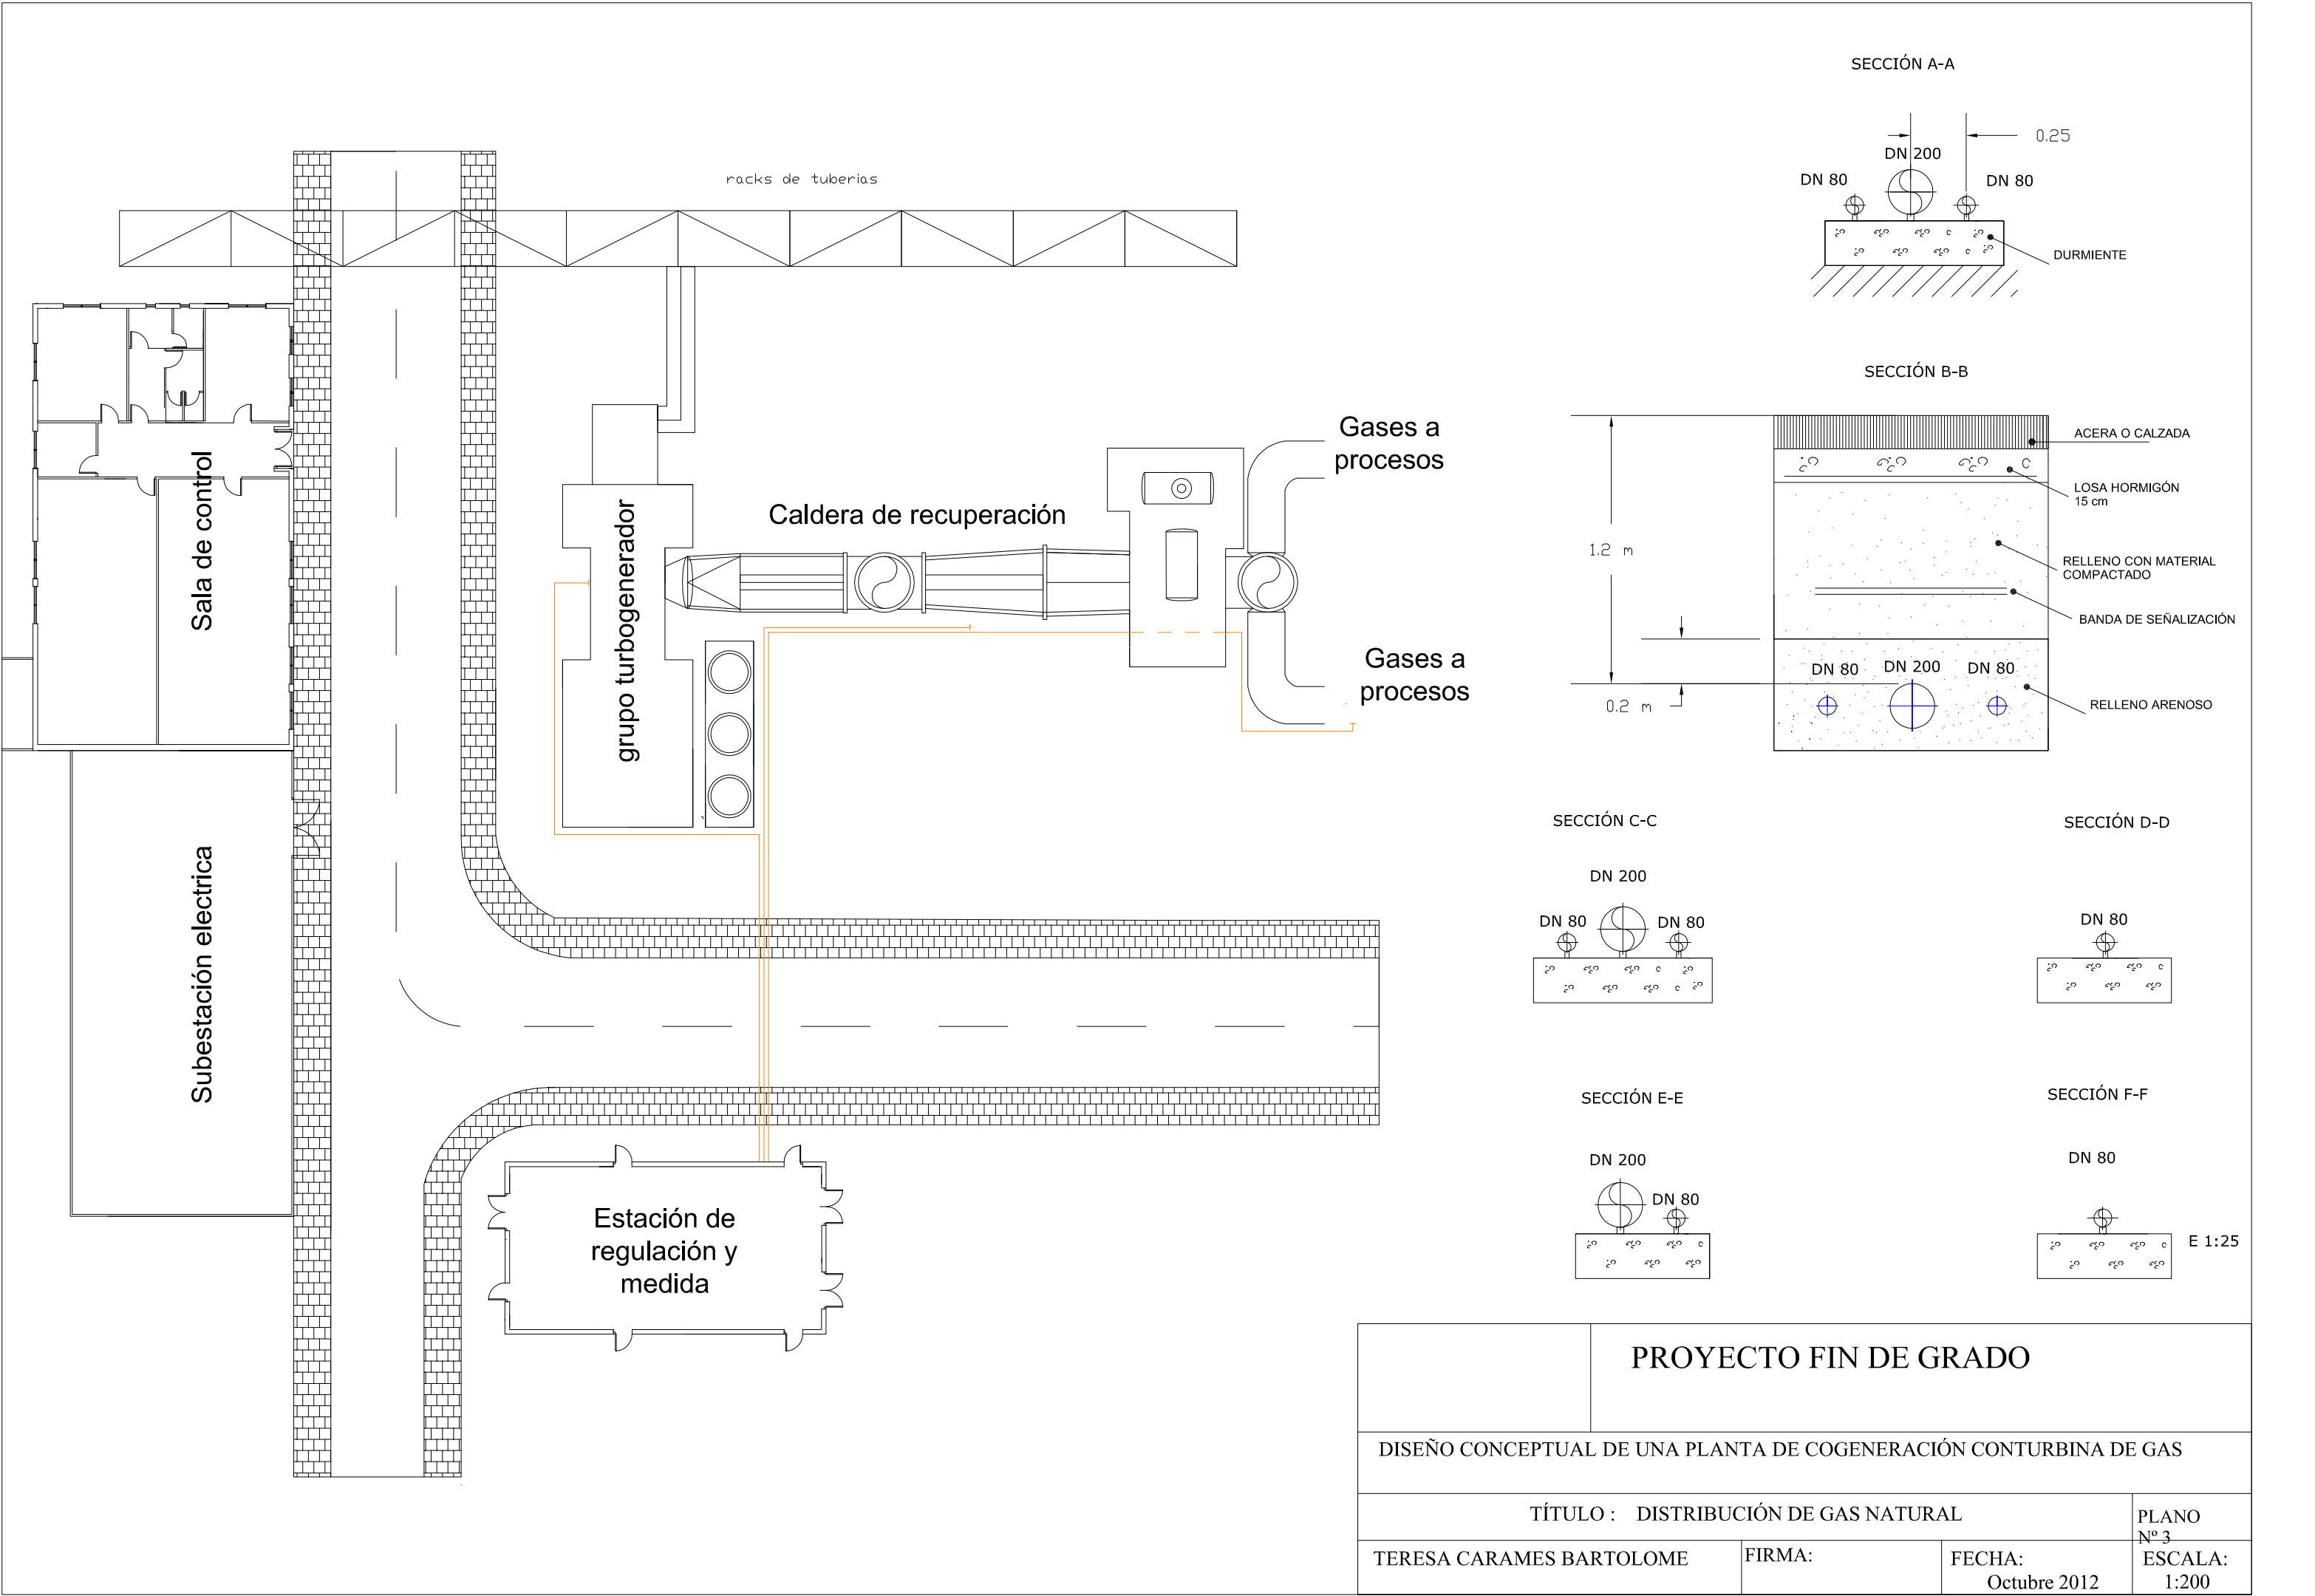 racks de tuberias
Sala de control
Subestación electrica
grupo turbogenerador
Caldera de recuperación
Gases a
procesos
Gases a
procesos
Estación de
regulación y
medida
SECCIÓN A-A
0.25
DN 200
DN 80
DN 80
DURMIENTE
SECCIÓN B-B
ACERA O CALZADA
LOSA HORMIGÓN
15 cm
1.2 m
RELLENO CON MATERIAL
COMPACTADO
BANDA DE SEÑALIZACIÓN
DN 80 DN 200 DN 80
0.2 m
RELLENO ARENOSO
SECCIÓN C-C
DN 200
DN 80
DN 80
SECCIÓN D-D
DN 80
SECCIÓN E-E
DN 200
DN 80
SECCIÓN F-F
DN 80
E 1:25
PROYECTO FIN DE GRADO
DISEÑO CONCEPTUAL DE UNA PLANTA DE COGENERACIÓN CONTURBINA DE GAS
TÍTULO : DISTRIBUCIÓN DE GAS NATURAL
PLANO
Nº 3
TERESA CARAMES BARTOLOME
FIRMA:
FECHA:
Octubre 2012
ESCALA:
1:200